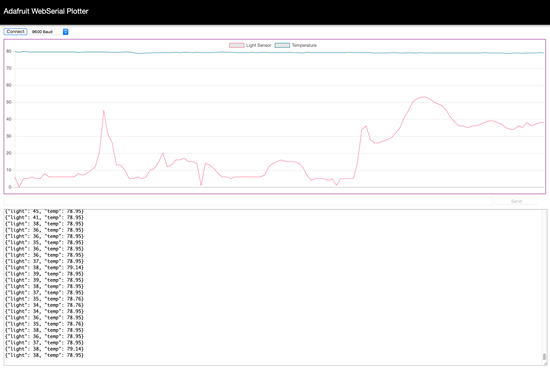 Adafruit WebSerial Plotter
Connect 9600 Baud
Light Sensor Temperature
80
70
60
50
40
30
20
10
0
Send
{"light": 45, "temp": 78.95}
{"light": 41, "temp": 78.95}
{"light": 38, "temp": 78.95}
{"light": 36, "temp": 78.95}
{"light": 36, "temp": 78.95}
{"light": 35, "temp": 78.95}
{"light": 36, "temp": 78.95}
{"light": 36, "temp": 78.95}
{"light": 37, "temp": 78.95}
{"light": 38, "temp": 79.14}
{"light": 39, "temp": 78.95}
{"light": 39, "temp": 78.95}
{"light": 38, "temp": 78.95}
{"light": 37, "temp": 78.95}
{"light": 35, "temp": 78.76}
{"light": 34, "temp": 78.76}
{"light": 34, "temp": 78.95}
{"light": 36, "temp": 78.95}
{"light": 35, "temp": 78.76}
{"light": 38, "temp": 78.95}
{"light": 36, "temp": 78.95}
{"light": 37, "temp": 78.95}
{"light": 38, "temp": 79.14}
{"light": 38, "temp": 78.95}